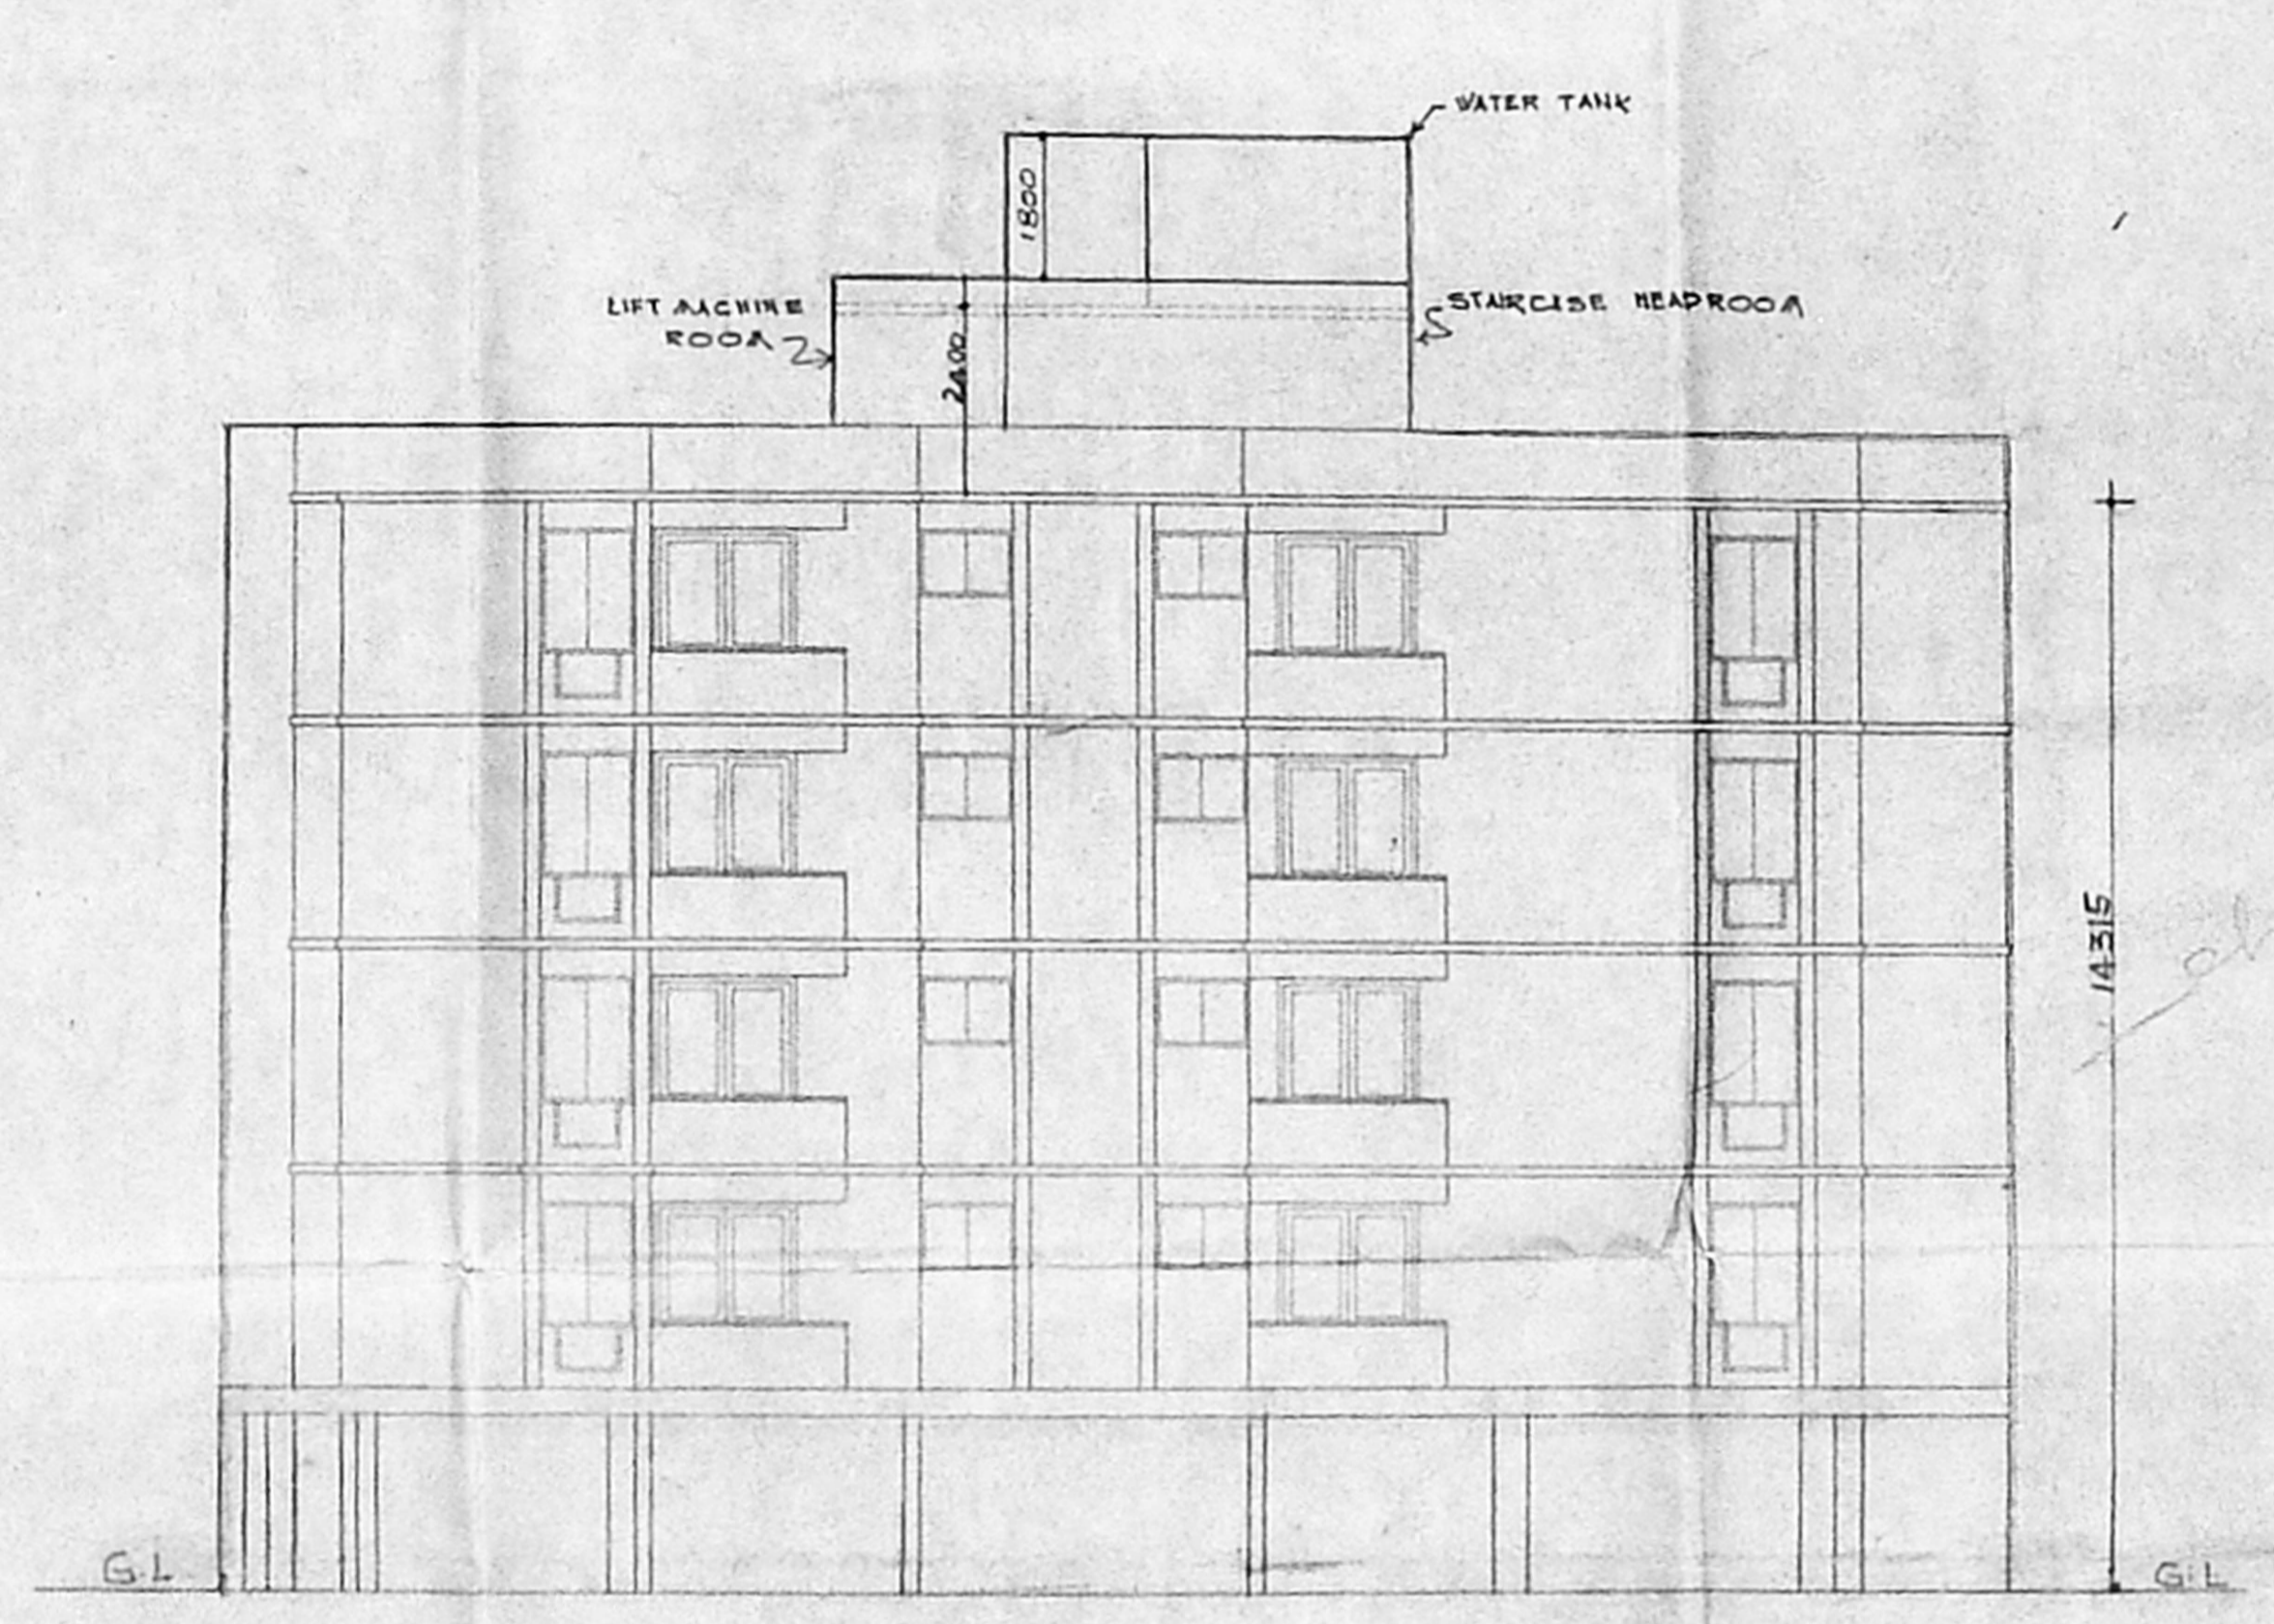 WATER TANK
1800
LIFT MACHINE
ROOM
STAIRCASE HEADROOM
2400
14315
G.L
G.L